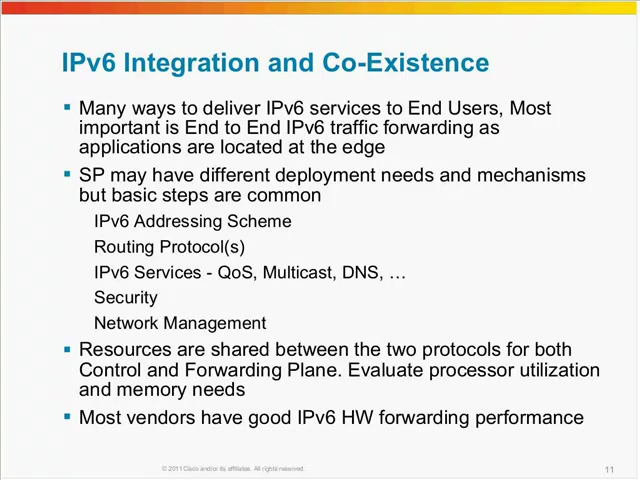 IPv6 Integration and Co-Existence
▪ Many ways to deliver IPv6 services to End Users, Most
important is End to End IPv6 traffic forwarding as
applications are located at the edge
▪ SP may have different deployment needs and mechanisms
but basic steps are common
IPv6 Addressing Scheme
Routing Protocol(s)
IPv6 Services - QoS, Multicast, DNS, …
Security
Network Management
▪ Resources are shared between the two protocols for both
Control and Forwarding Plane. Evaluate processor utilization
and memory needs
▪ Most vendors have good IPv6 HW forwarding performance
© 2011 Cisco and/or its affiliates. All rights reserved.
11